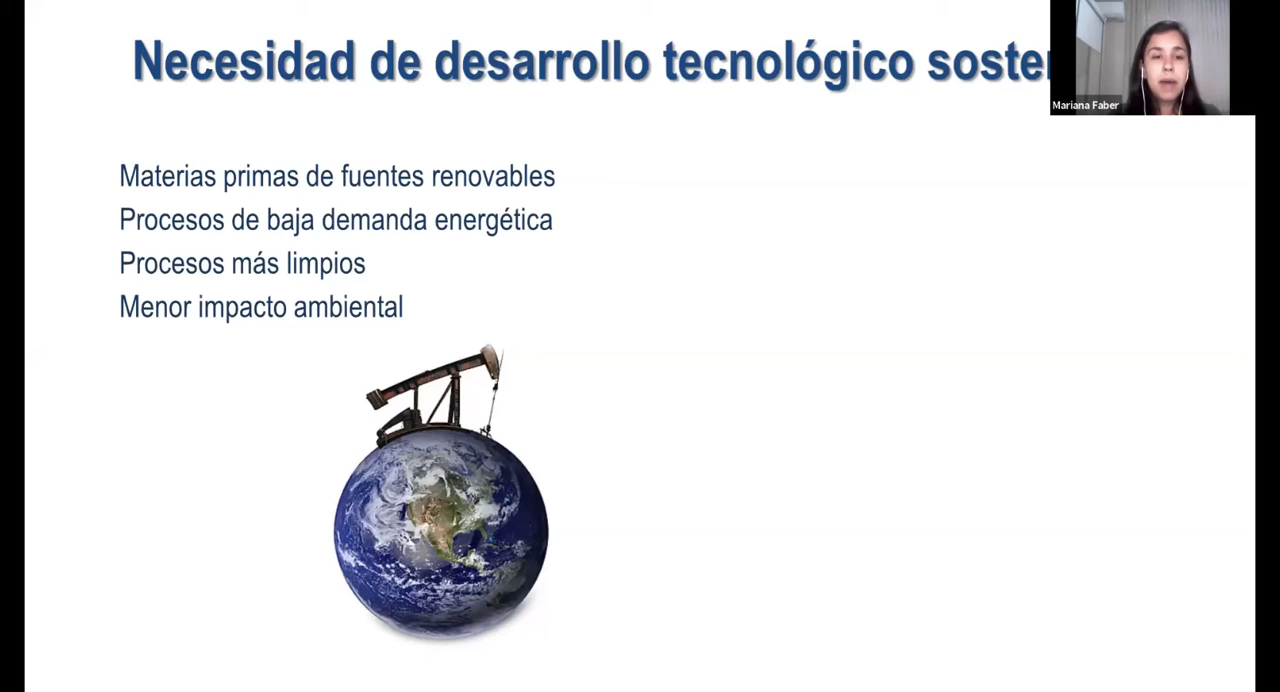 Necesidad de desarrollo tecnológico
Mariana Faber
Materias primas de fuentes renovables
Procesos de baja demanda energética
Procesos más limpios
Menor impacto ambiental